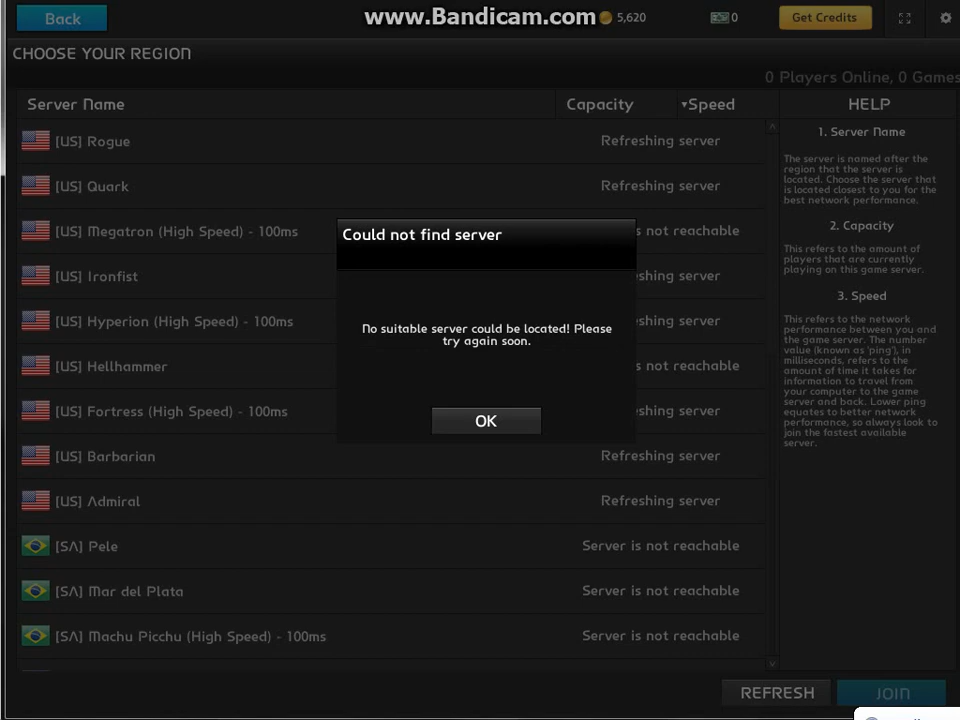 Back
www.Bandicam.com
5,620
0
Get Credits
CHOOSE YOUR REGION
0 Players Online, 0 Games
Server Name
Capacity
▾Speed
HELP
[US] Rogue
Refreshing server
[US] Quark
Refreshing server
[US] Megatron (High Speed) - 100ms
s not reachable
[US] Ironfist
shing server
[US] Hyperion (High Speed) - 100ms
shing server
[US] Hellhammer
s not reachable
[US] Fortress (High Speed) - 100ms
shing server
[US] Barbarian
Refreshing server
[US] Admiral
Refreshing server
[SA] Pele
Server is not reachable
[SA] Mar del Plata
Server is not reachable
[SA] Machu Picchu (High Speed) - 100ms
Server is not reachable
Could not find server
No suitable server could be located! Please
try again soon.
OK
1. Server Name
The server is named after the
region that the server is
located. Choose the server that
is located closest to you for the
best network performance.
2. Capacity
This refers to the amount of
players that are currently
playing on this game server.
3. Speed
This refers to the network
performance between you and
the game server. The number
value (known as 'ping'), in
milliseconds, refers to the
amount of time it takes for
information to travel from
your computer to the game
server and back. Lower ping
equates to better network
performance, so always look to
join the fastest available
server.
REFRESH
JOIN